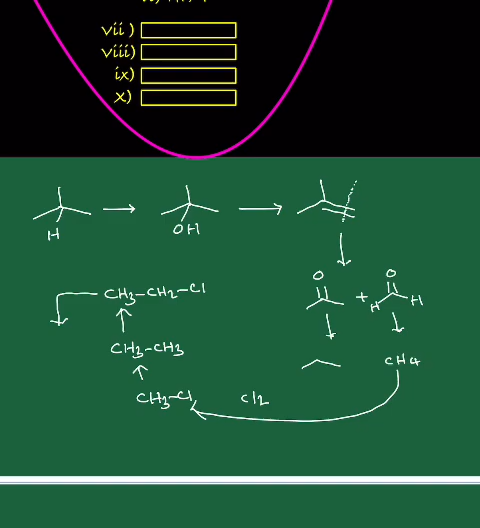 vii)
viii)
ix)
x)
H
OH
O
O
+
H
H
CH3-CH2-Cl
CH3-CH3
CH4
CH3-Cl
Cl2